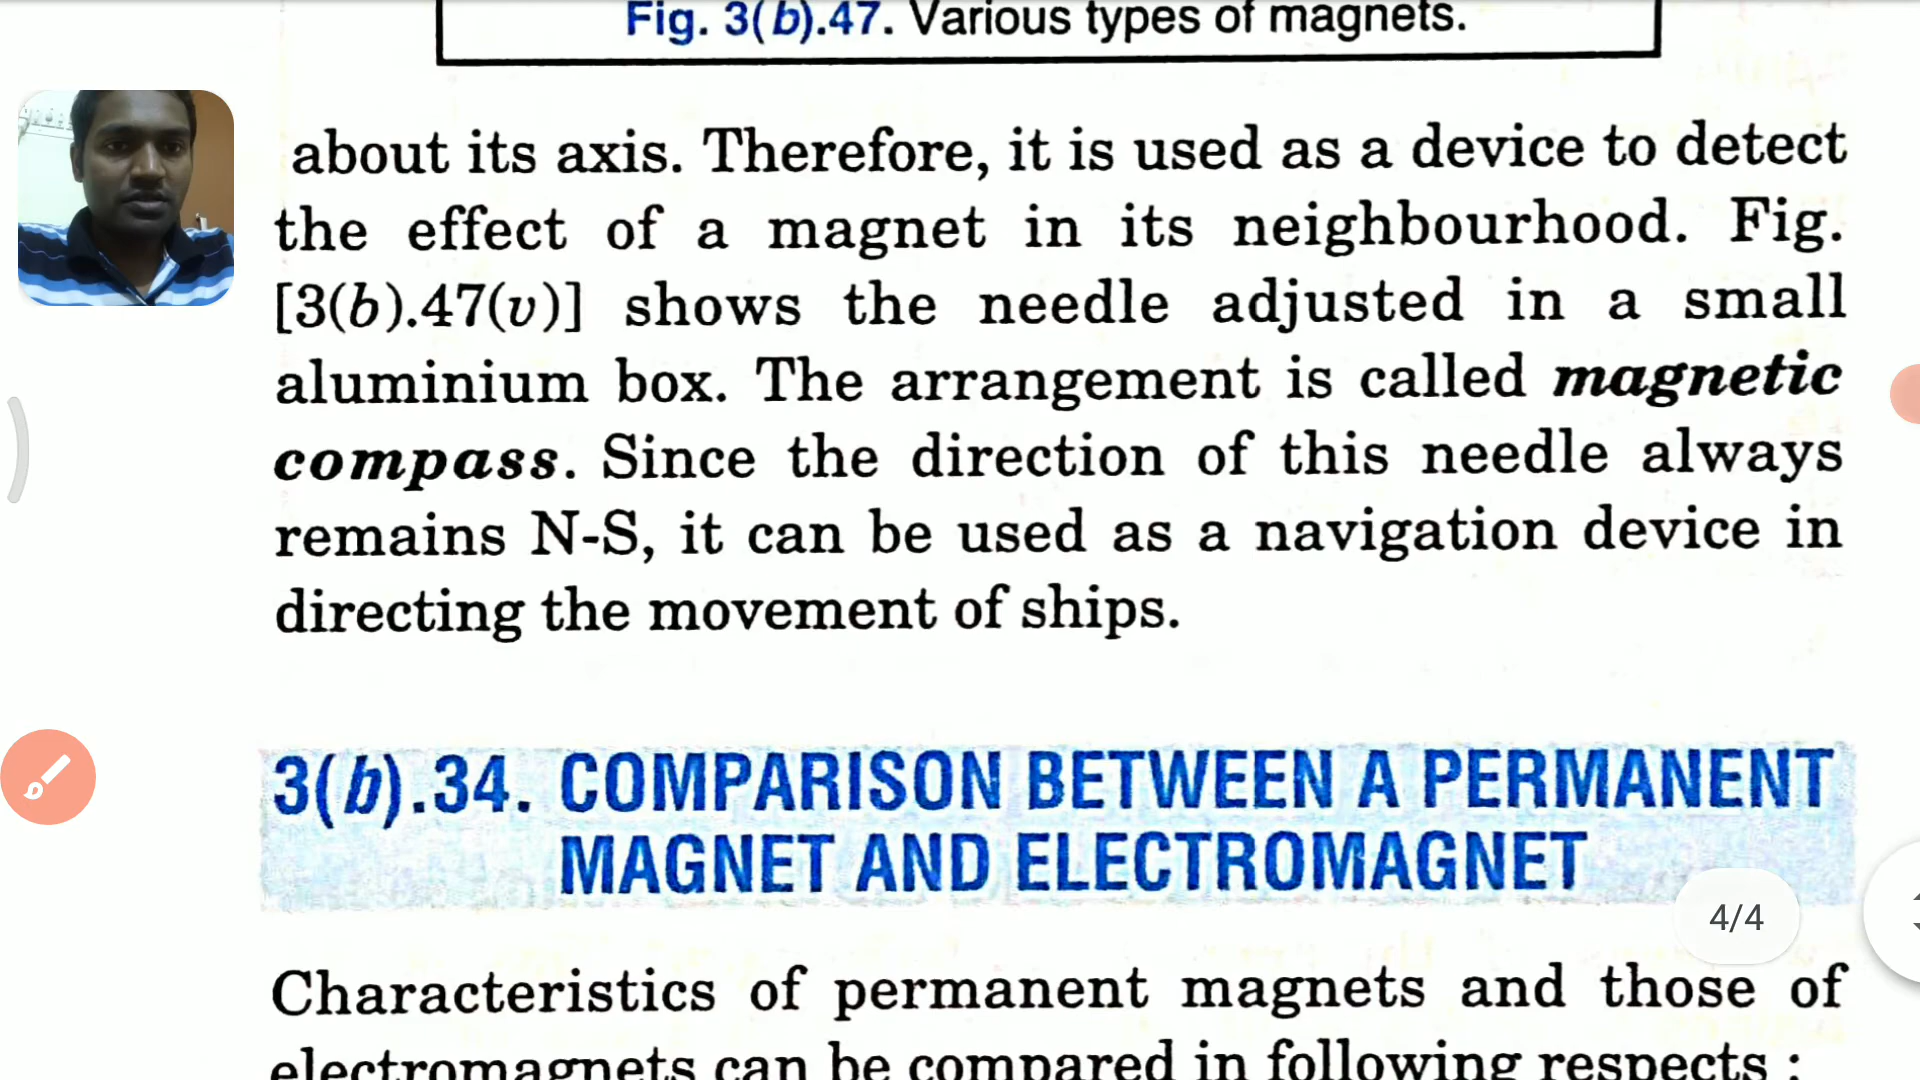 Fig. 3(b).47. Various types of magnets.
about its axis. Therefore, it is used as a device to detect
the effect of a magnet in its neighbourhood. Fig.
[3(b).47(v)] shows the needle adjusted in a small
aluminium box. The arrangement is called magnetic
compass. Since the direction of this needle always
remains N-S, it can be used as a navigation device in
directing the movement of ships.
3(b).34. COMPARISON BETWEEN A PERMANENT
MAGNET AND ELECTROMAGNET
4/4
Characteristics of permanent magnets and those of
electromagnets can be compared in following respects :